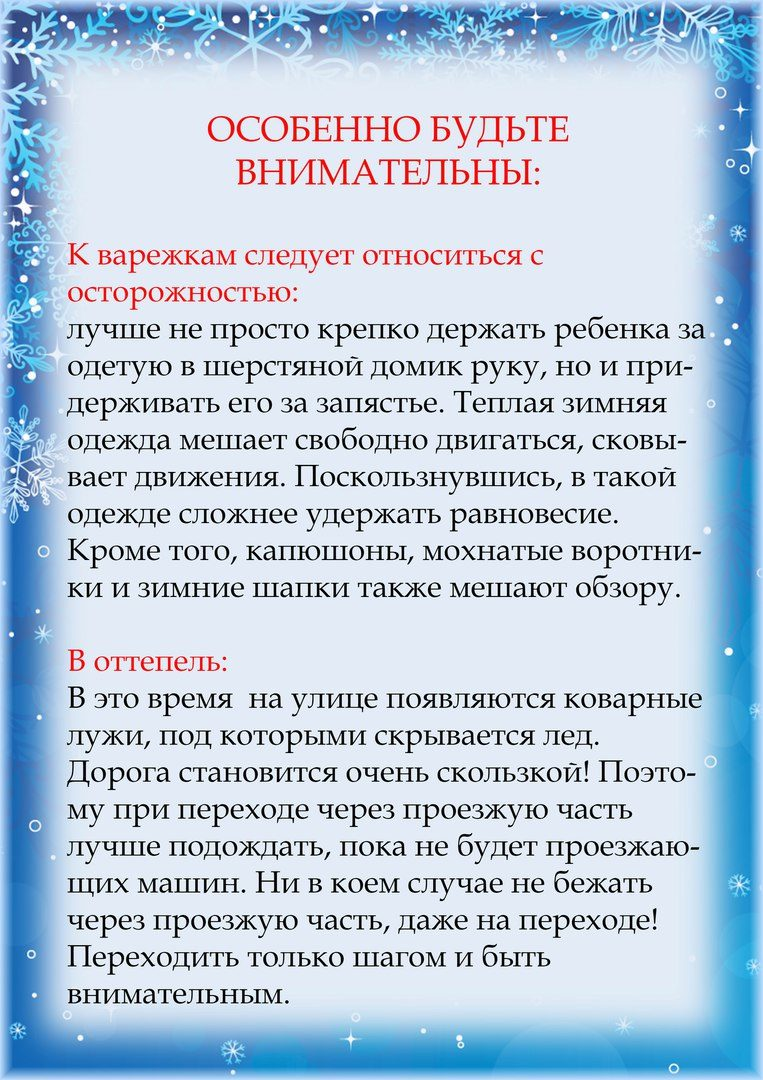 ОСОБЕННО БУДЬТЕ
ВНИМАТЕЛЬНЫ:
К варежкам следует относиться с
осторожностью:
лучше не просто крепко держать ребенка за
одетую в шерстяной домик руку, но и при-
держивать его за запястье. Теплая зимняя
одежда мешает свободно двигаться, сковы-
вает движения. Поскользнувшись, в такой
одежде сложнее удержать равновесие.
Кроме того, капюшоны, мохнатые воротни-
ки и зимние шапки также мешают обзору.
В оттепель:
В это время  на улице появляются коварные
лужи, под которыми скрывается лед.
Дорога становится очень скользкой! Поэто-
му при переходе через проезжую часть
лучше подождать, пока не будет проезжаю-
щих машин. Ни в коем случае не бежать
через проезжую часть, даже на переходе!
Переходить только шагом и быть
внимательным.